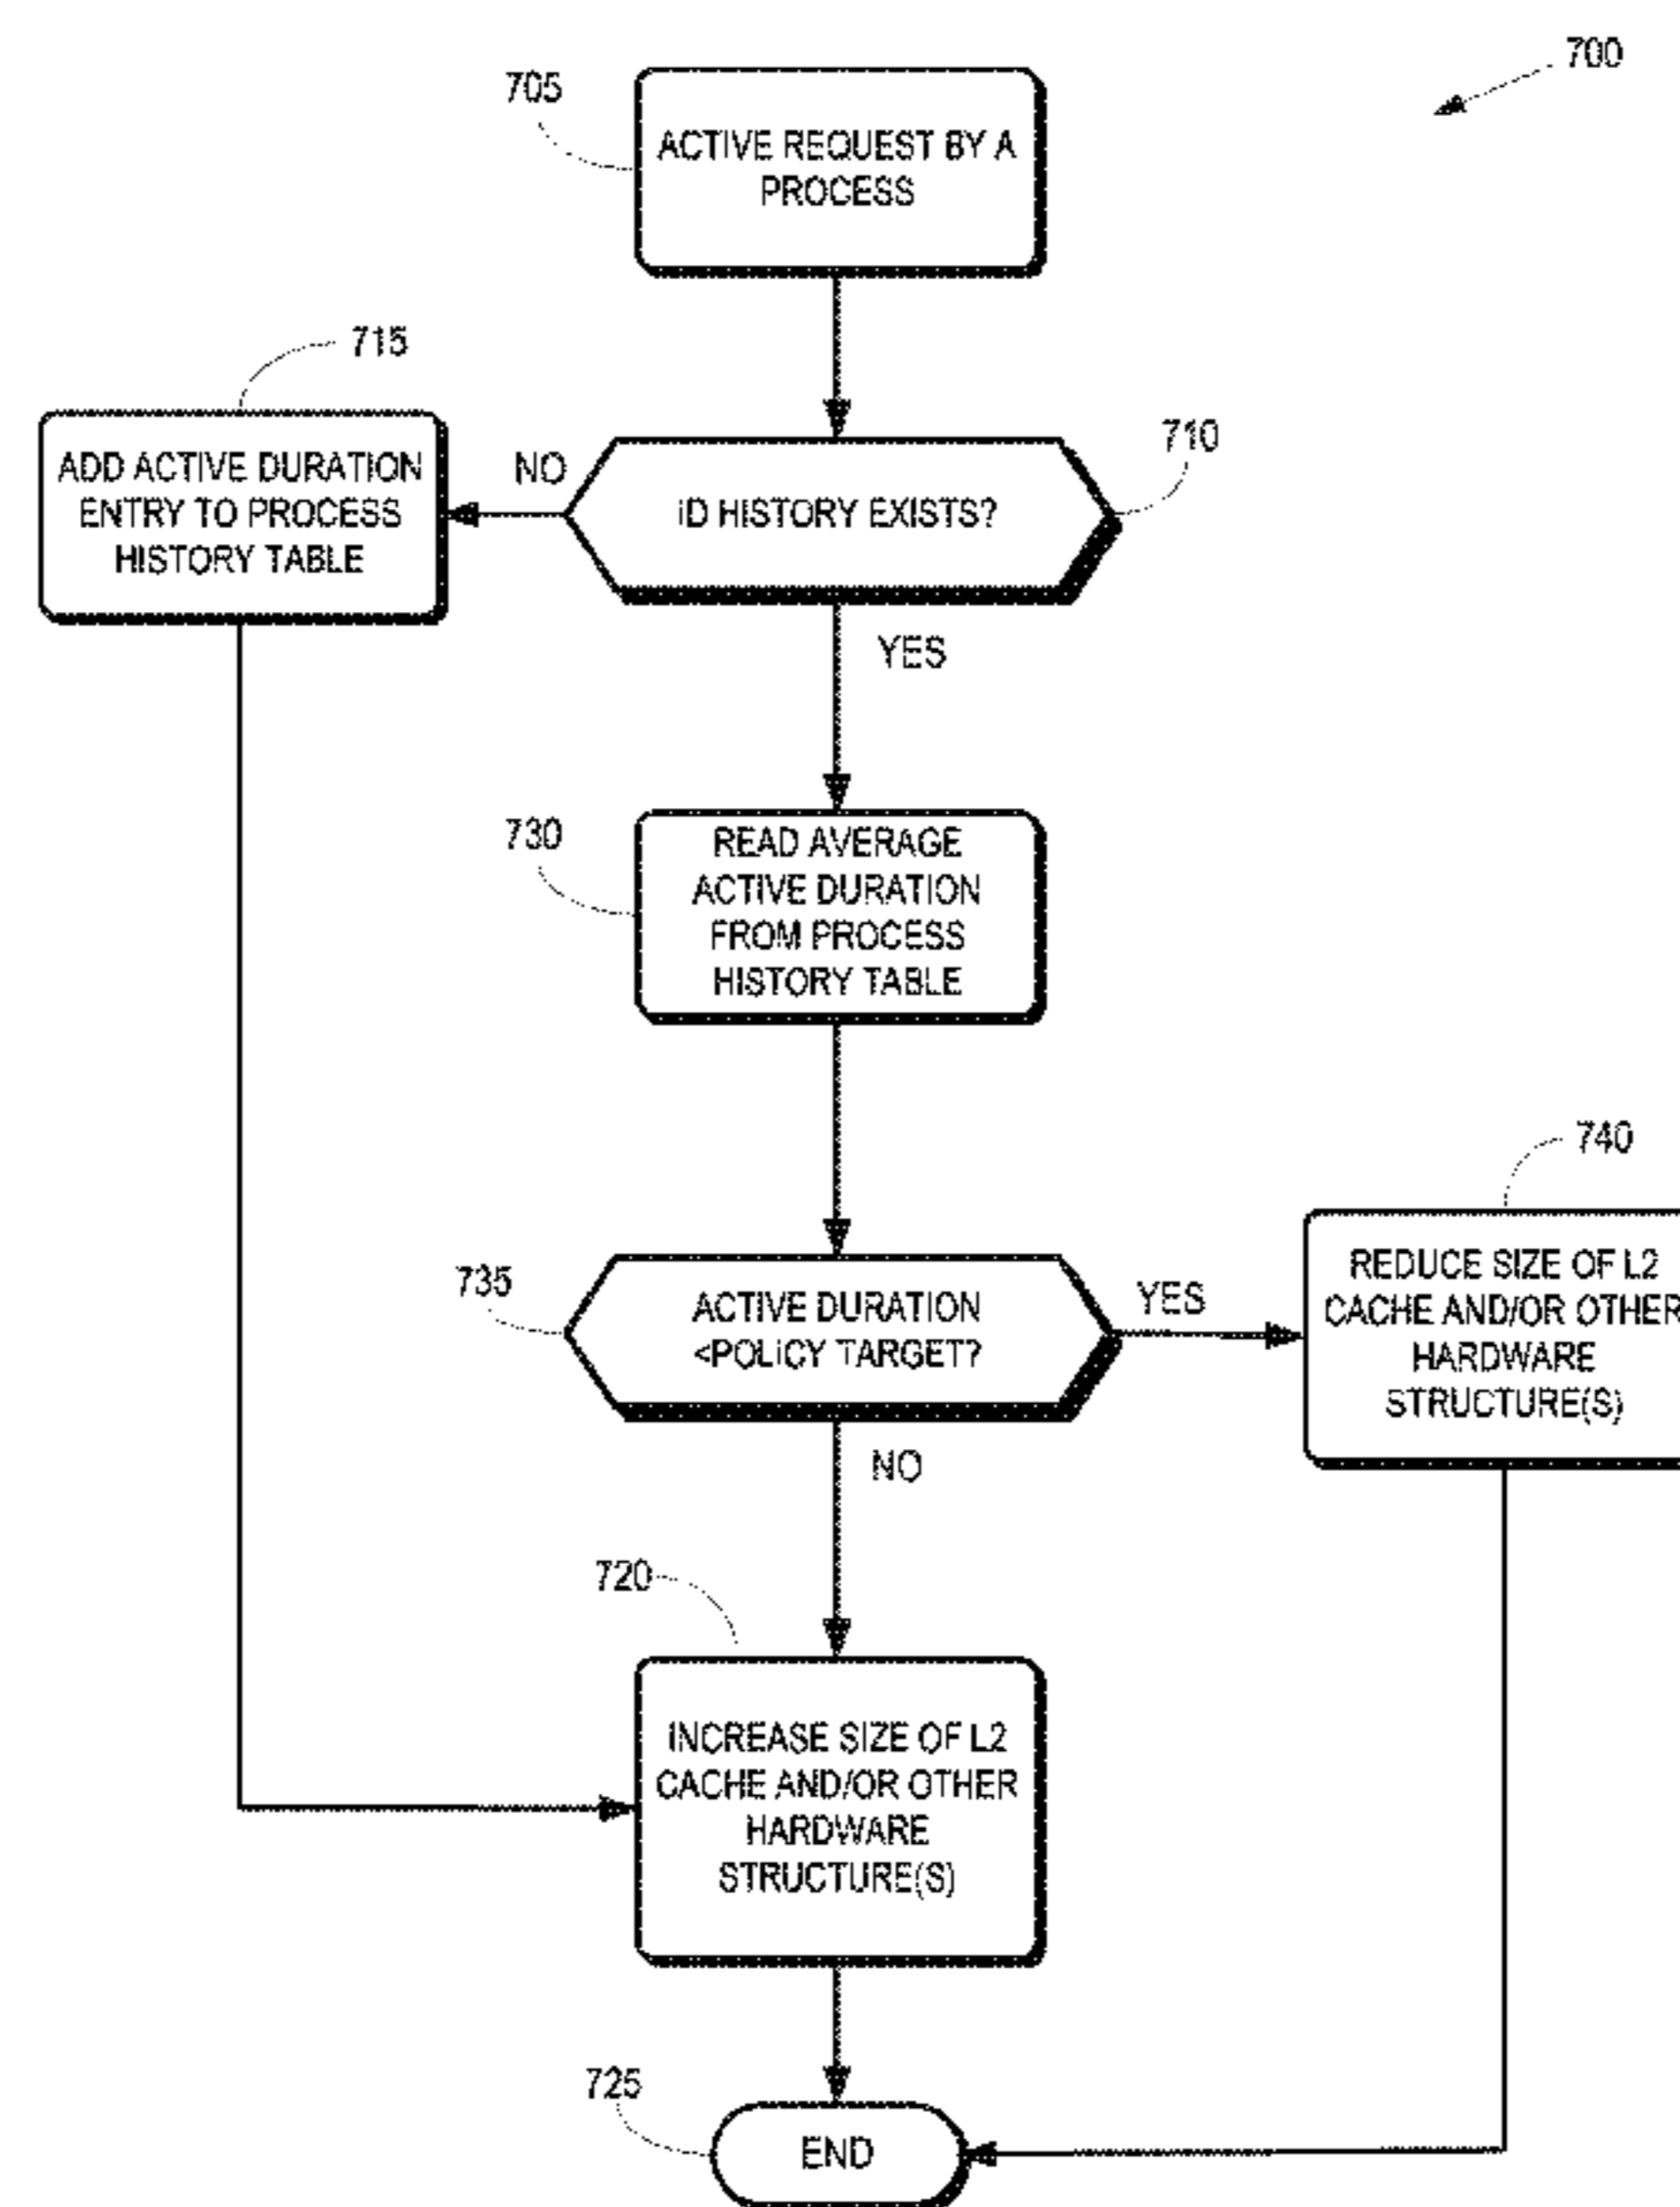 700
705
ACTIVE REQUEST BY A
PROCESS
715
ADD ACTIVE DURATION
ENTRY TO PROCESS
HISTORY TABLE
NO
710
ID HISTORY EXISTS?
YES
730
READ AVERAGE
ACTIVE DURATION
FROM PROCESS
HISTORY TABLE
735
ACTIVE DURATION
<POLICY TARGET?
YES
740
REDUCE SIZE OF L2
CACHE AND/OR OTHER
HARDWARE
STRUCTURE(S)
NO
720
INCREASE SIZE OF L2
CACHE AND/OR OTHER
HARDWARE
STRUCTURE(S)
725
END